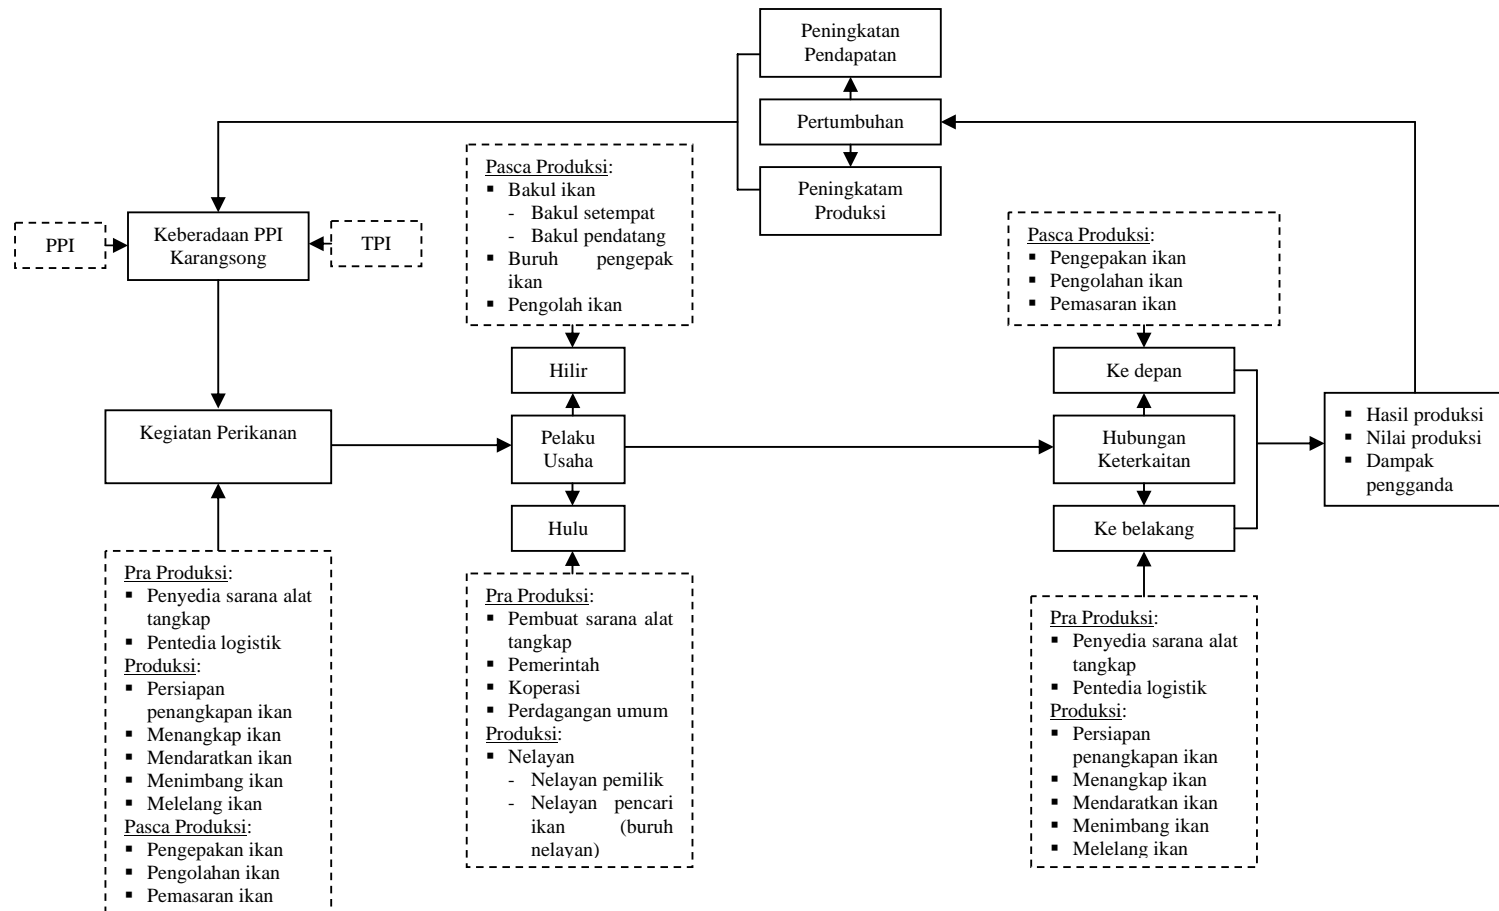 Peningkatan
Pendapatan
Pertumbuhan
Peningkatam
Produksi
Pasca Produksi:
▪ Bakul ikan
- Bakul setempat
- Bakul pendatang
▪ Buruh pengepak
ikan
▪ Pengolah ikan
PPI
Keberadaan PPI
Karangsong
TPI
Pasca Produksi:
▪ Pengepakan ikan
▪ Pengolahan ikan
▪ Pemasaran ikan
Hilir
Ke depan
Kegiatan Perikanan
Pelaku
Usaha
Hubungan
Keterkaitan
▪ Hasil produksi
▪ Nilai produksi
▪ Dampak
pengganda
Hulu
Ke belakang
Pra Produksi:
▪ Penyedia sarana alat
tangkap
▪ Pentedia logistik
Produksi:
▪ Persiapan
penangkapan ikan
▪ Menangkap ikan
▪ Mendaratkan ikan
▪ Menimbang ikan
▪ Melelang ikan
Pasca Produksi:
▪ Pengepakan ikan
▪ Pengolahan ikan
▪ Pemasaran ikan
Pra Produksi:
▪ Pembuat sarana alat
tangkap
▪ Pemerintah
▪ Koperasi
▪ Perdagangan umum
Produksi:
▪ Nelayan
- Nelayan pemilik
- Nelayan pencari
ikan (buruh
nelayan)
Pra Produksi:
▪ Penyedia sarana alat
tangkap
▪ Pentedia logistik
Produksi:
▪ Persiapan
penangkapan ikan
▪ Menangkap ikan
▪ Mendaratkan ikan
▪ Menimbang ikan
▪ Melelang ikan